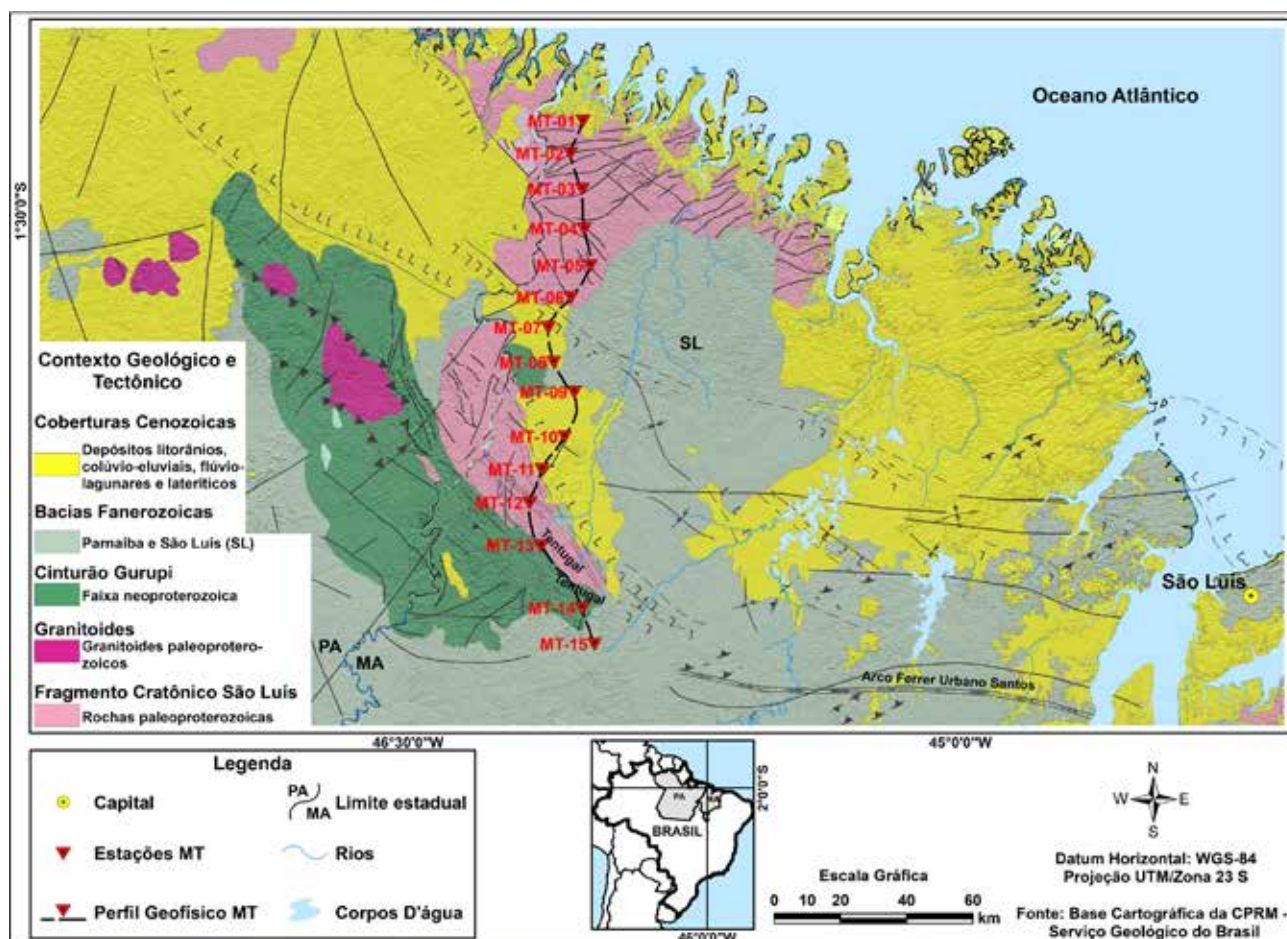 Oceano Atlântico
1°30'0"S
MT-01
MT-02
MT-03
MT-04
MT-05
MT-06
MT-07
MT-08
MT-09
MT-10
MT-11
MT-12
MT-13
MT-14
MT-15
SL
Tentugal
Tentugal
São Luís
Arco Ferrer Urbano Santos
PA
MA
Contexto Geológico e
Tectônico
Coberturas Cenozoicas
Depósitos litorânios,
colúvio-eluviais, flúvio-
lagunares e lateríticos
Bacias Fanerozoicas
Parnaíba e São Luís (SL)
Cinturão Gurupi
Faixa neoproterozoica
Granitoides
Granitoides paleoprotero-
zoicos
Fragmento Cratônico São Luís
Rochas paleoproterozoicas
46°30'0"W
45°0'0"W
Legenda
Capital
PA
MA
Limite estadual
Estações MT
Rios
Perfil Geofísico MT
Corpos D'água
PA
BRASIL
2°0'0"S
46°0'0"W
Escala Gráfica
0 10 20 40 60
km
N
W E
S
Datum Horizontal: WGS-84
Projeção UTM/Zona 23 S
Fonte: Base Cartográfica da CPRM -
Serviço Geológico do Brasil